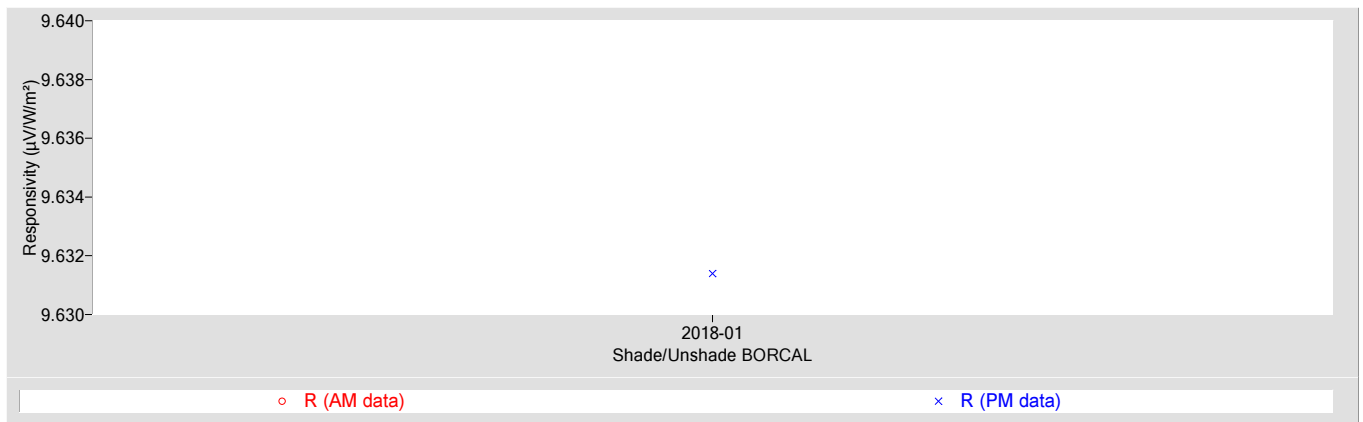 Responsivity (µV/W/m²)
9.640
9.638
9.636
9.634
9.632
9.630
2018-01
Shade/Unshade BORCAL
R (AM data)
R (PM data)